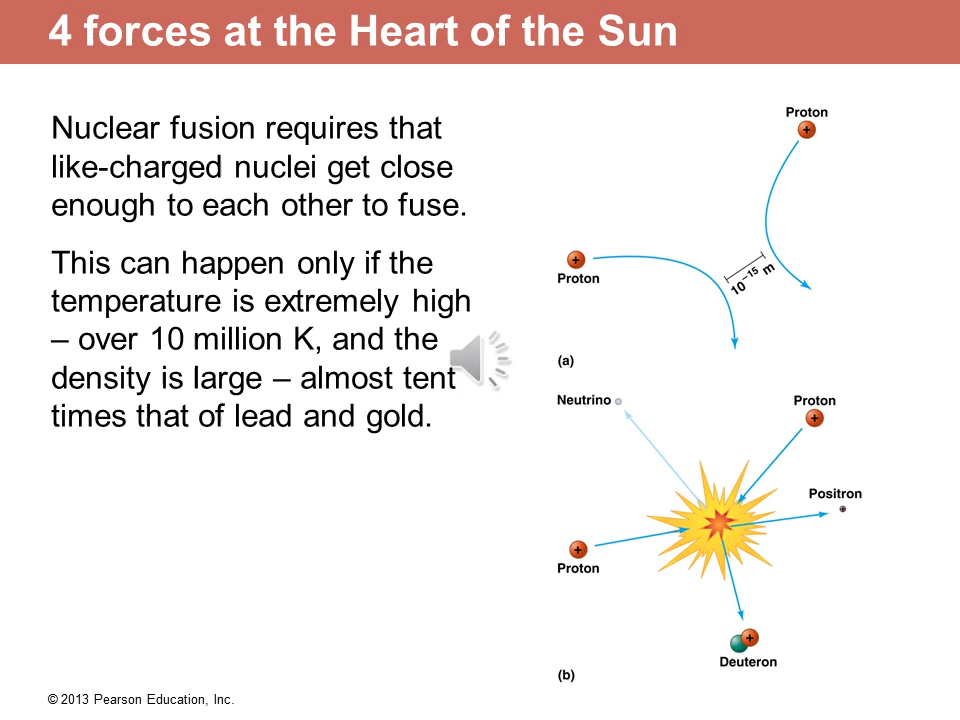 4 forces at the Heart of the Sun
Nuclear fusion requires that
like-charged nuclei get close
enough to each other to fuse.
This can happen only if the
temperature is extremely high
– over 10 million K, and the
density is large – almost tent
times that of lead and gold.
Proton
+
+
Proton
10⁻¹⁵ m
(a)
Neutrino
Proton
+
Positron
+
+
Proton
+
Deuteron
(b)
© 2013 Pearson Education, Inc.